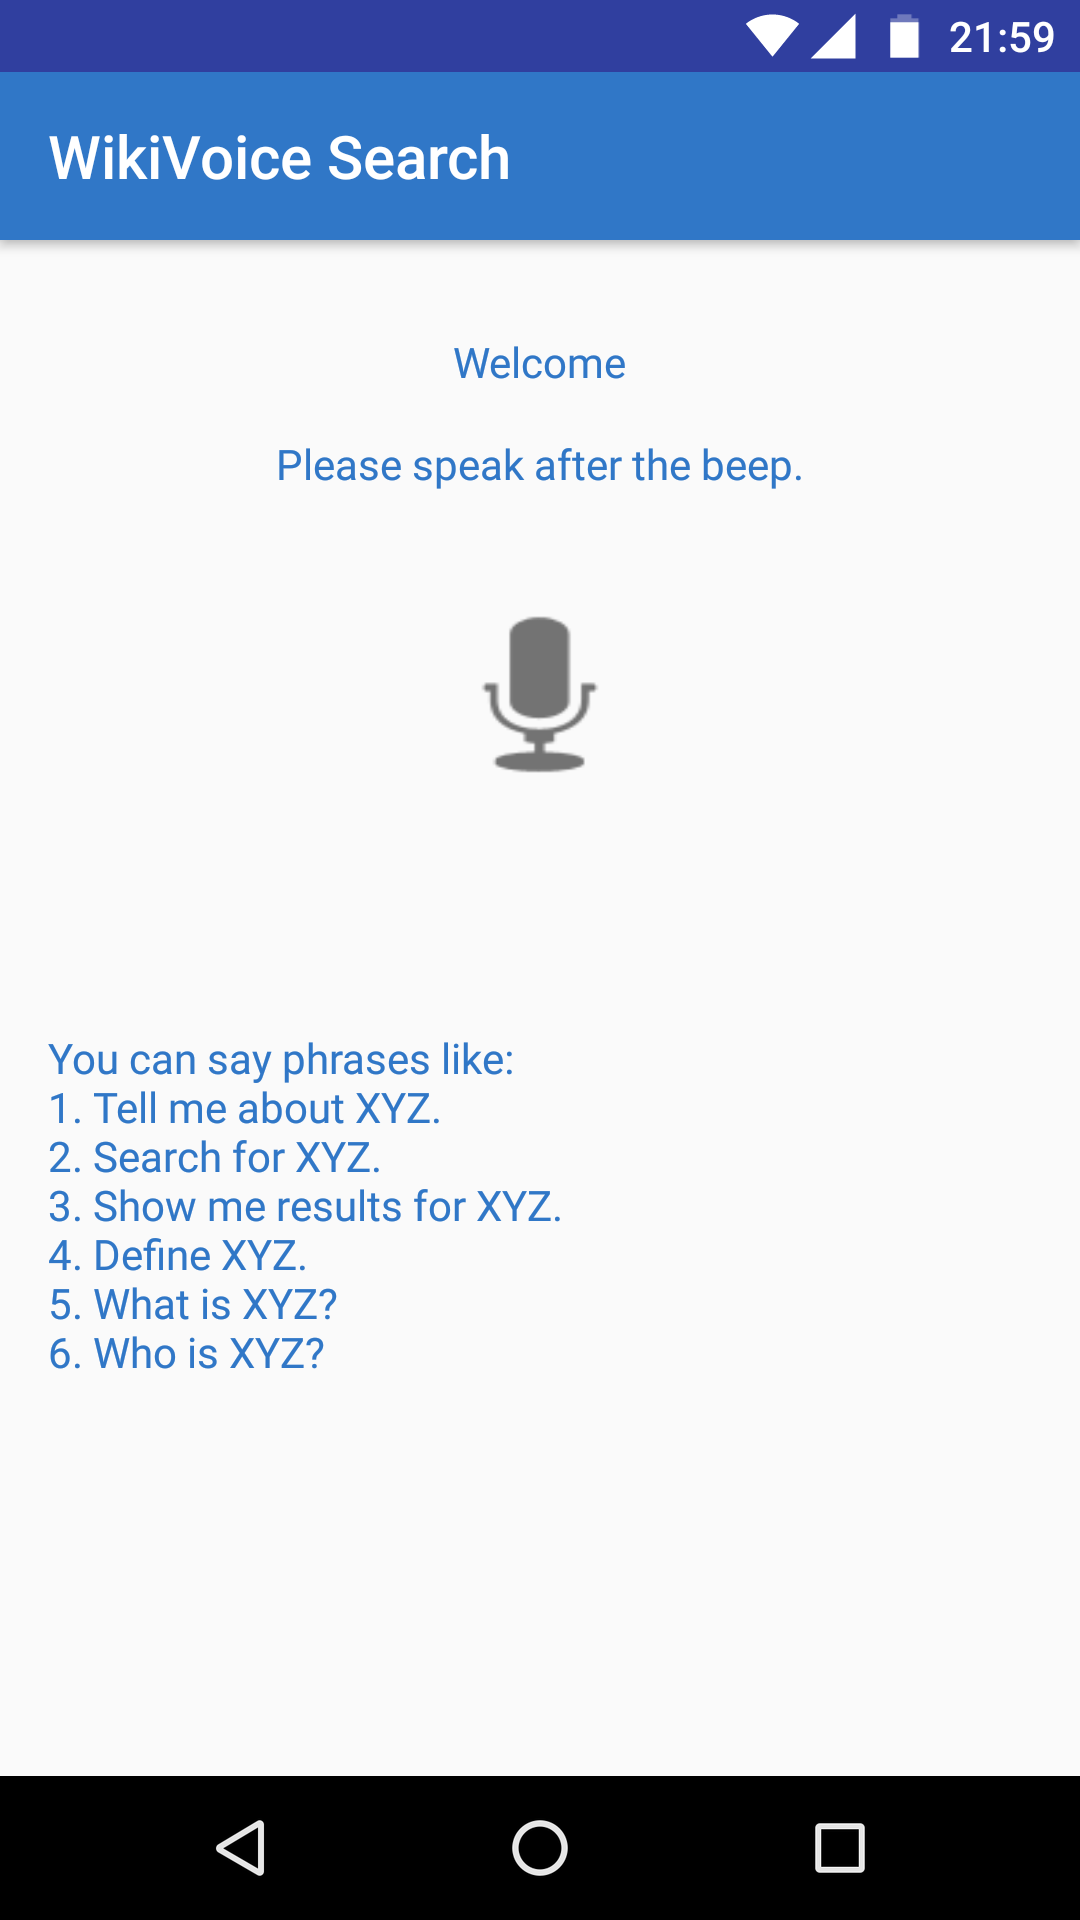 21:59
WikiVoice Search
Welcome
Please speak after the beep.
You can say phrases like:
1. Tell me about XYZ.
2. Search for XYZ.
3. Show me results for XYZ.
4. Define XYZ.
5. What is XYZ?
6. Who is XYZ?